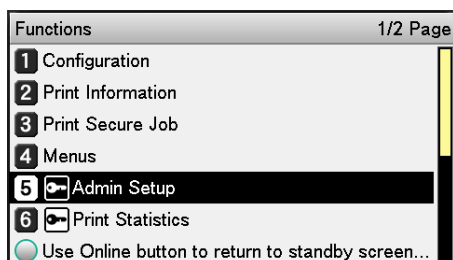 Functions 1/2 Page
1 Configuration
2 Print Information
3 Print Secure Job
4 Menus
5 Admin Setup
6 Print Statistics
Use Online button to return to standby screen...